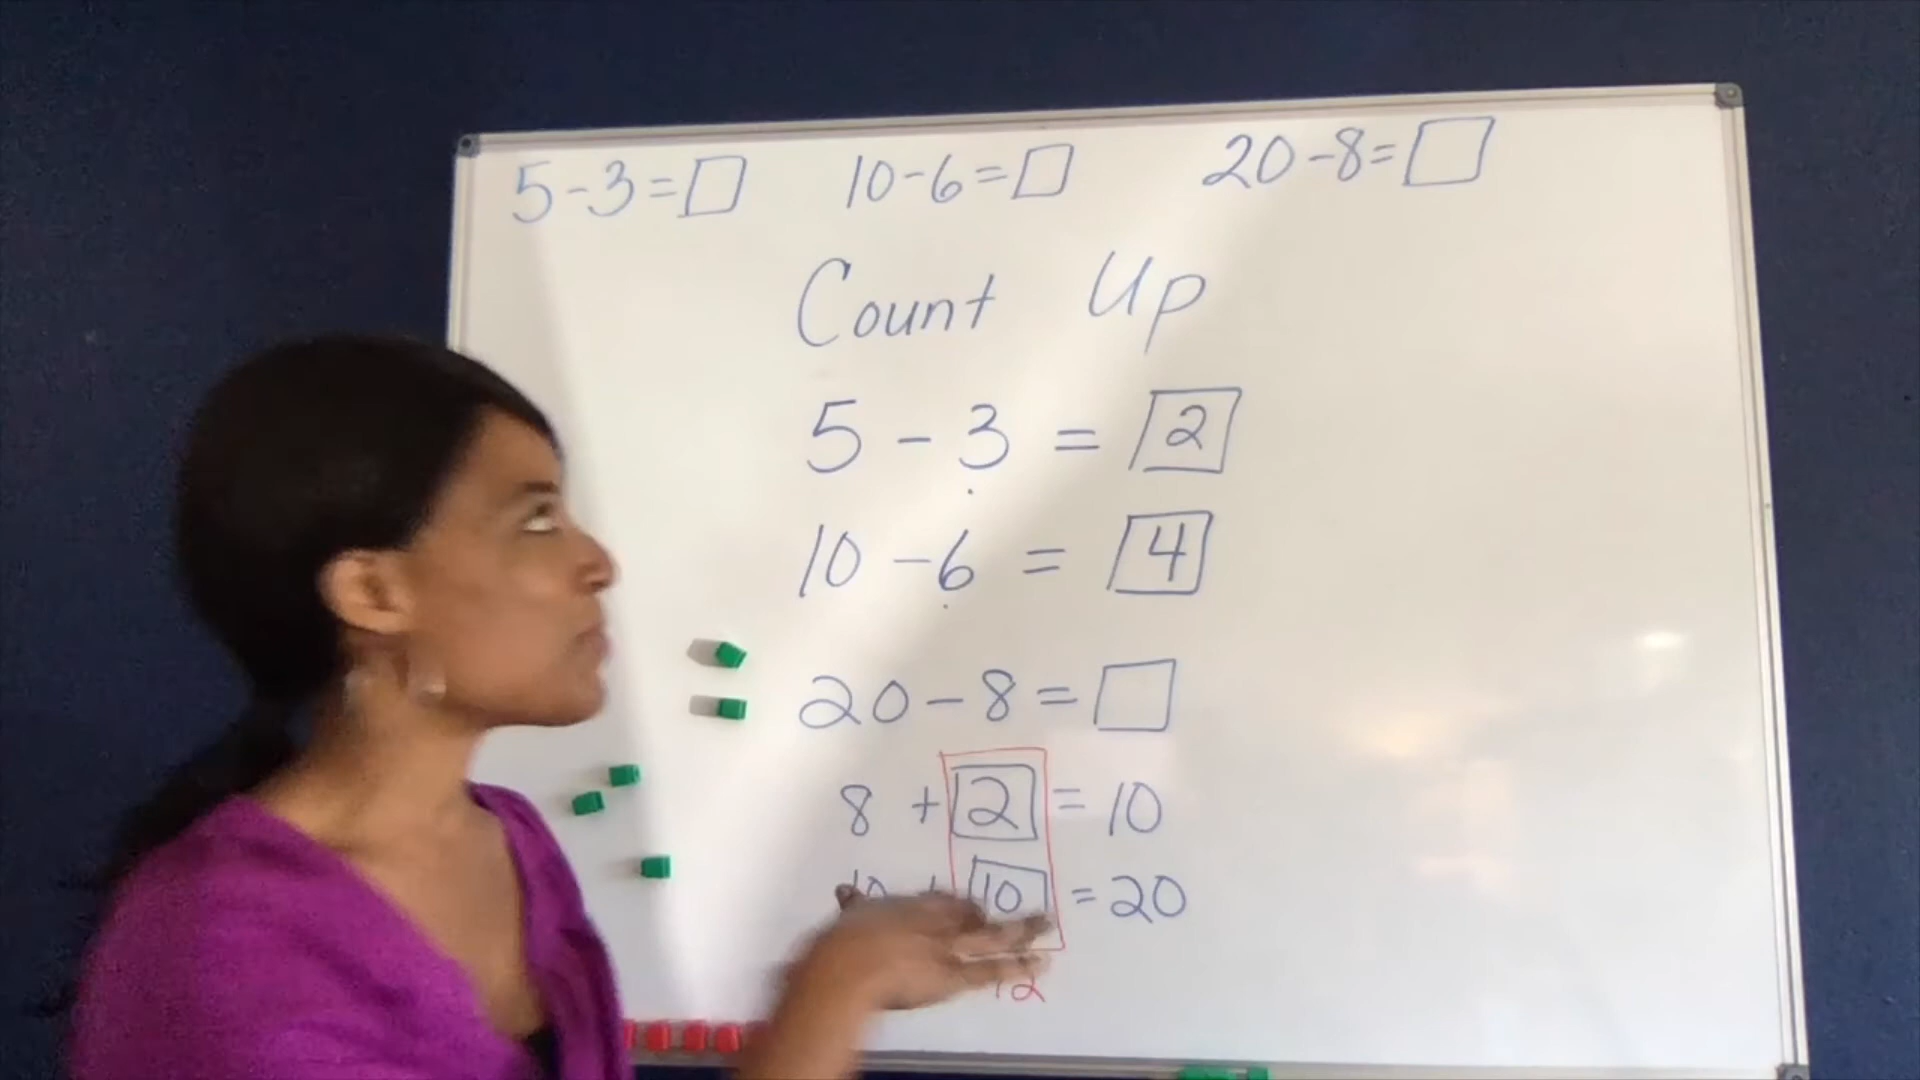 5-3=□ 10-6=□ 20-8=□
Count Up
5 - 3 = 2
10 - 6 = 4
20 - 8 = □
8 + 2 = 10
10 + 10 = 20
12